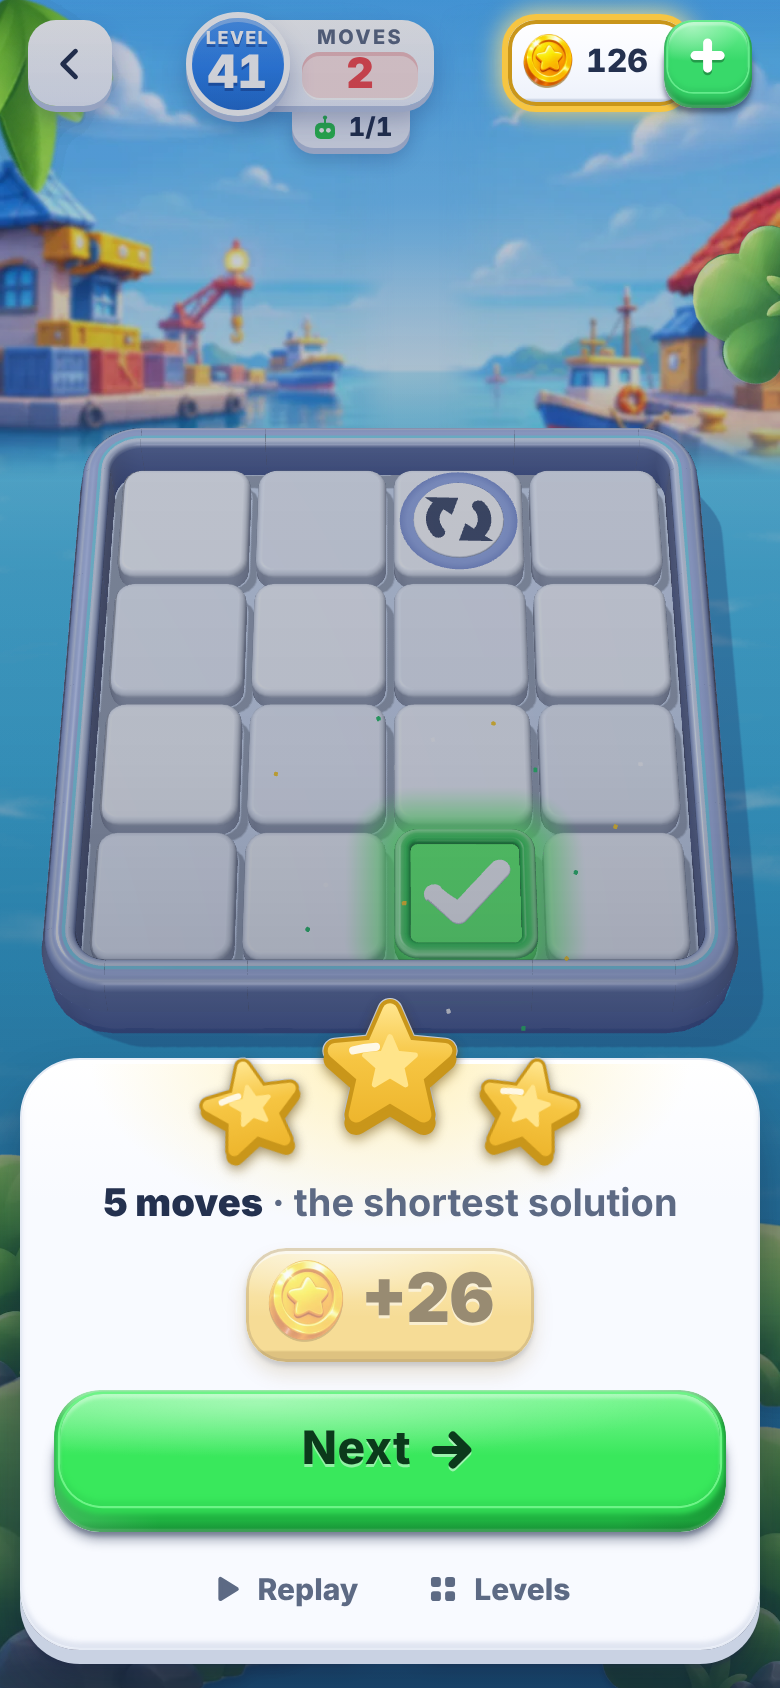 LEVEL
41
MOVES
2
1/1
126
5 moves · the shortest solution
+26
Next
Replay
Levels